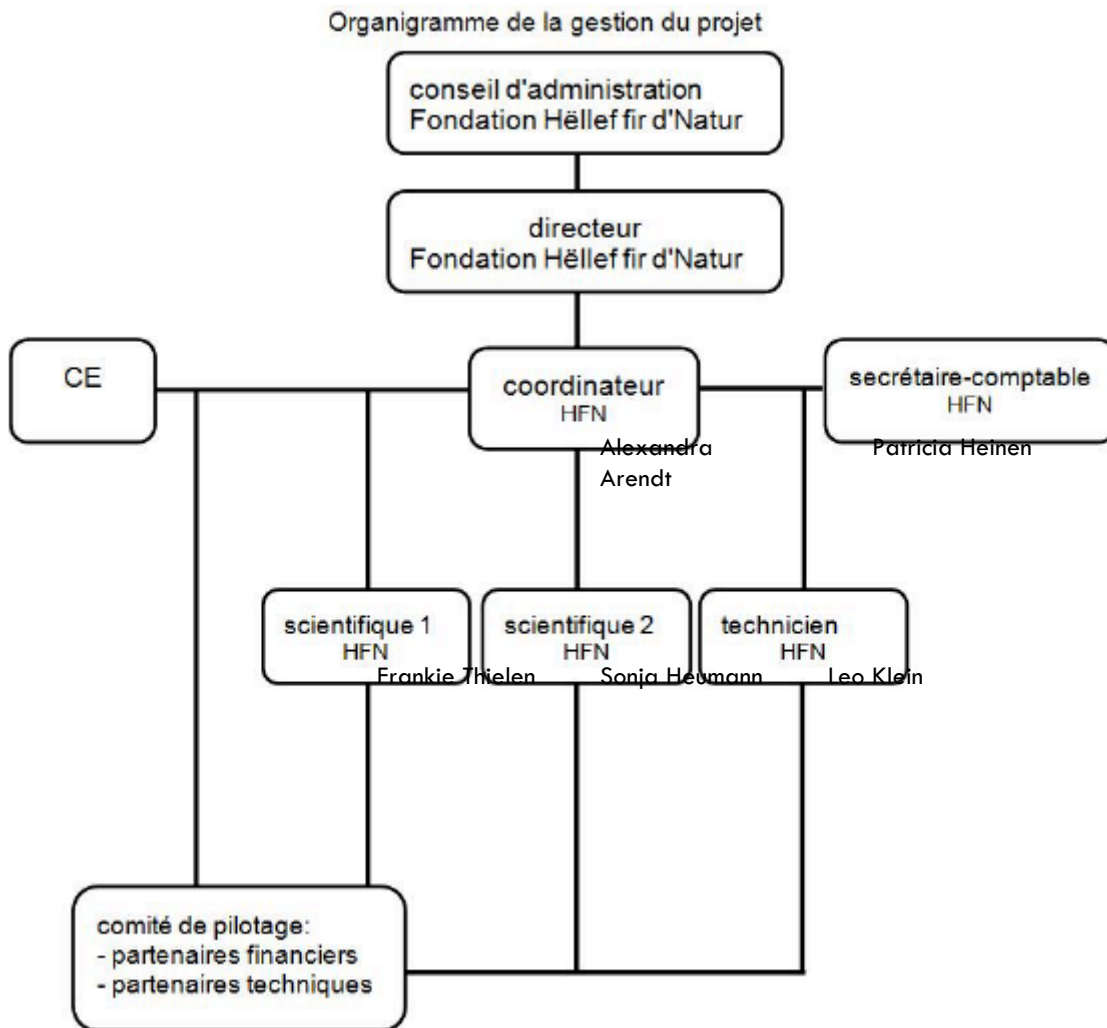 Organigramme de la gestion du projet
conseil d'administration
Fondation Hëllef fir d'Natur
directeur
Fondation Hëllef fir d'Natur
CE
coordinateur
HFN
Alexandra
Arendt
secrétaire-comptable
HFN
Patricia Heinen
scientifique 1
HFN
Frankie Thielen
scientifique 2
HFN
Sonja Heumann
technicien
HFN
Leo Klein
comité de pilotage:
- partenaires financiers
- partenaires techniques